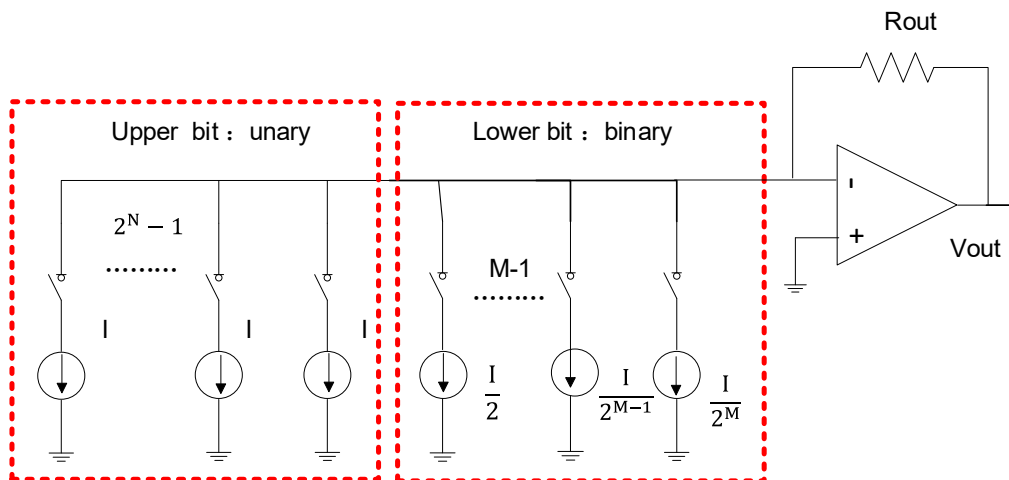 Rout
Upper bit：unary
Lower bit：binary
2^N − 1
.........
M-1
.........
-
+
Vout
I
I
I
I/2
I/2^(M−1)
I/2^M